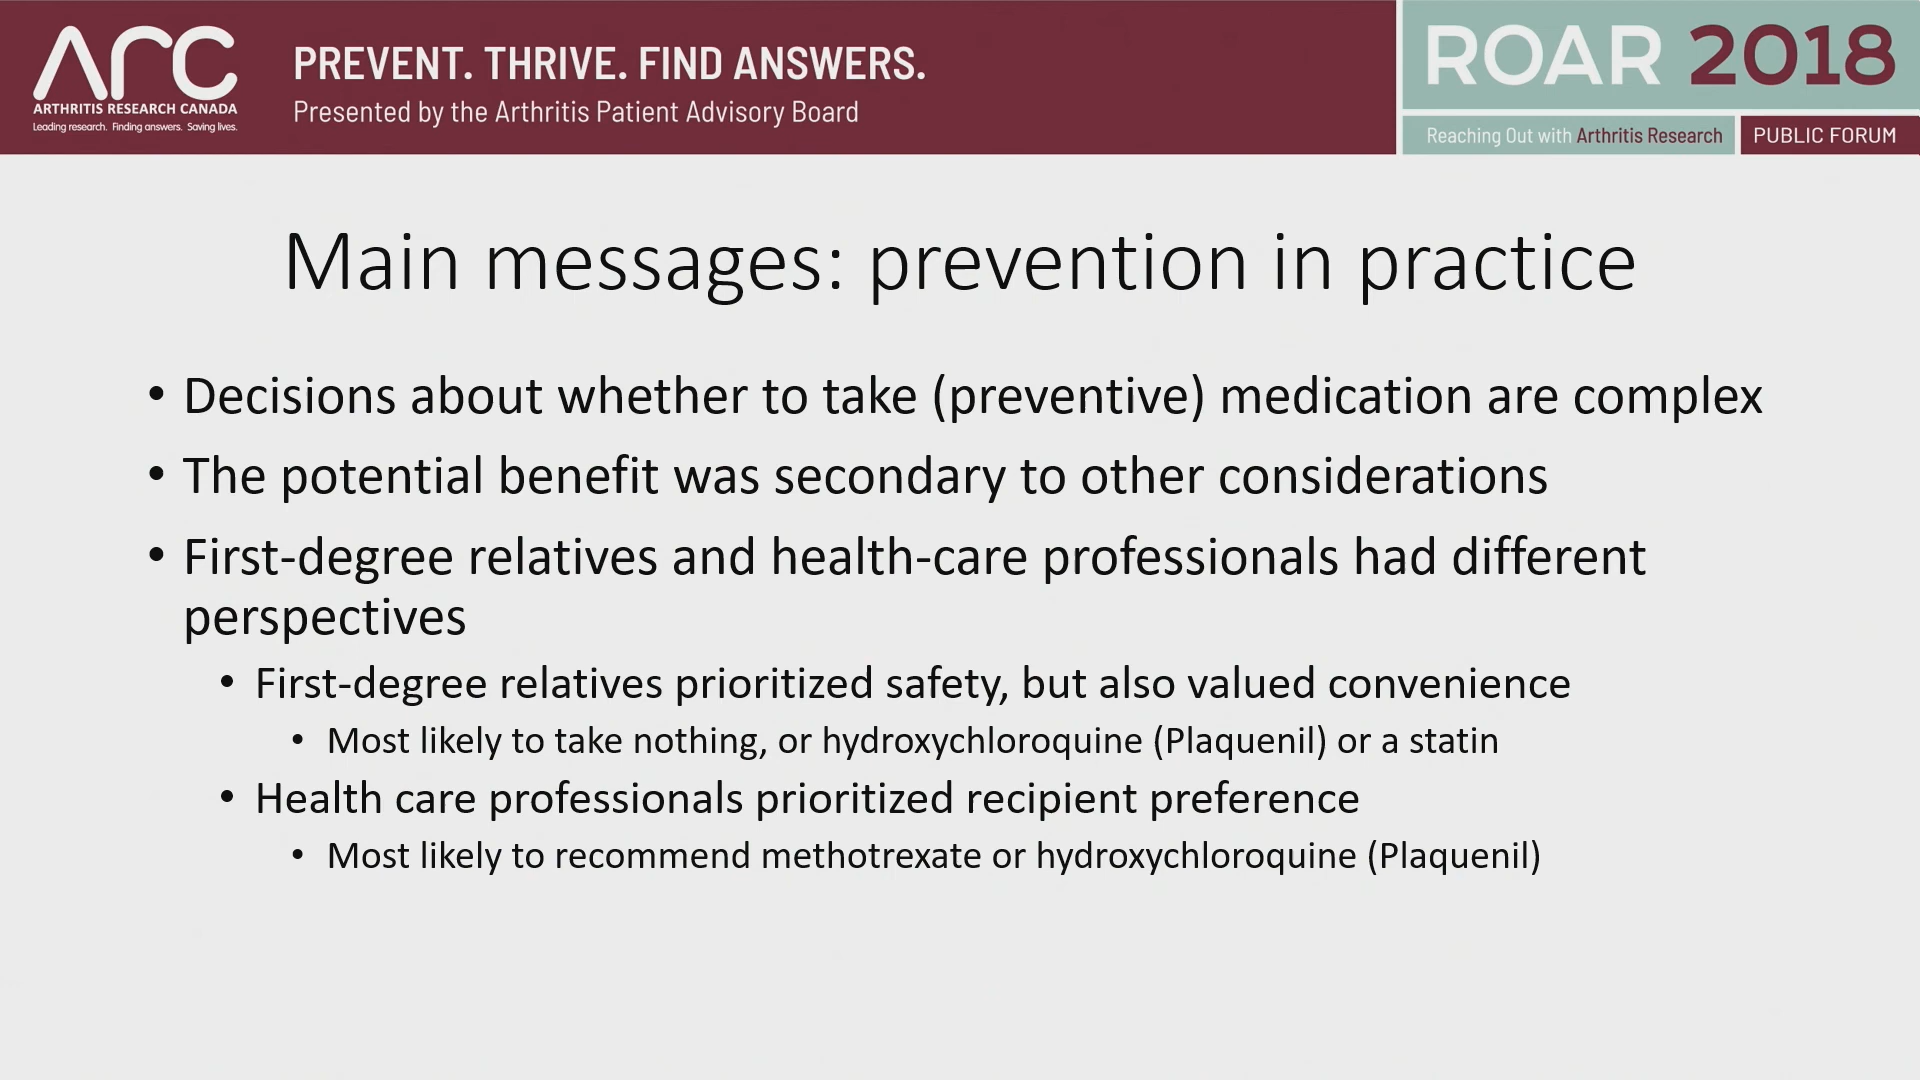 ARC
ARTHRITIS RESEARCH CANADA
Leading research. Finding answers. Saving lives.
PREVENT. THRIVE. FIND ANSWERS.
Presented by the Arthritis Patient Advisory Board
ROAR 2018
Reaching Out with Arthritis Research
PUBLIC FORUM
Main messages: prevention in practice
• Decisions about whether to take (preventive) medication are complex
• The potential benefit was secondary to other considerations
• First-degree relatives and health-care professionals had different
perspectives
• First-degree relatives prioritized safety, but also valued convenience
• Most likely to take nothing, or hydroxychloroquine (Plaquenil) or a statin
• Health care professionals prioritized recipient preference
• Most likely to recommend methotrexate or hydroxychloroquine (Plaquenil)